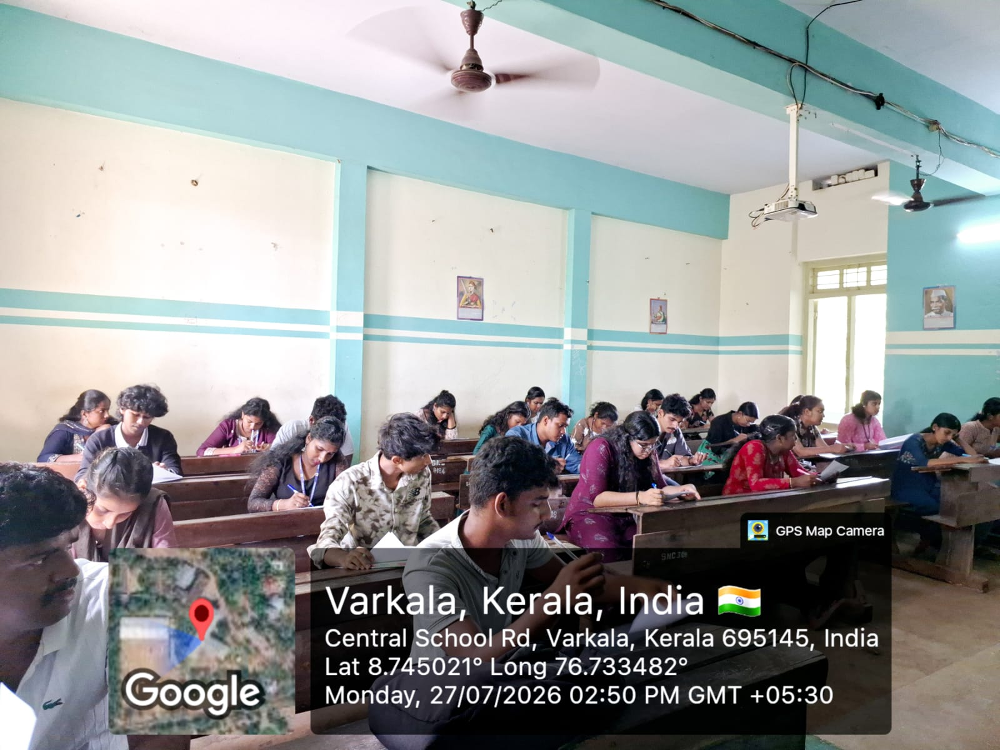 GPS Map Camera
Varkala, Kerala, India
Central School Rd, Varkala, Kerala 695145, India
Lat 8.745021° Long 76.733482°
Monday, 27/07/2026 02:50 PM GMT +05:30
Google
SNC301